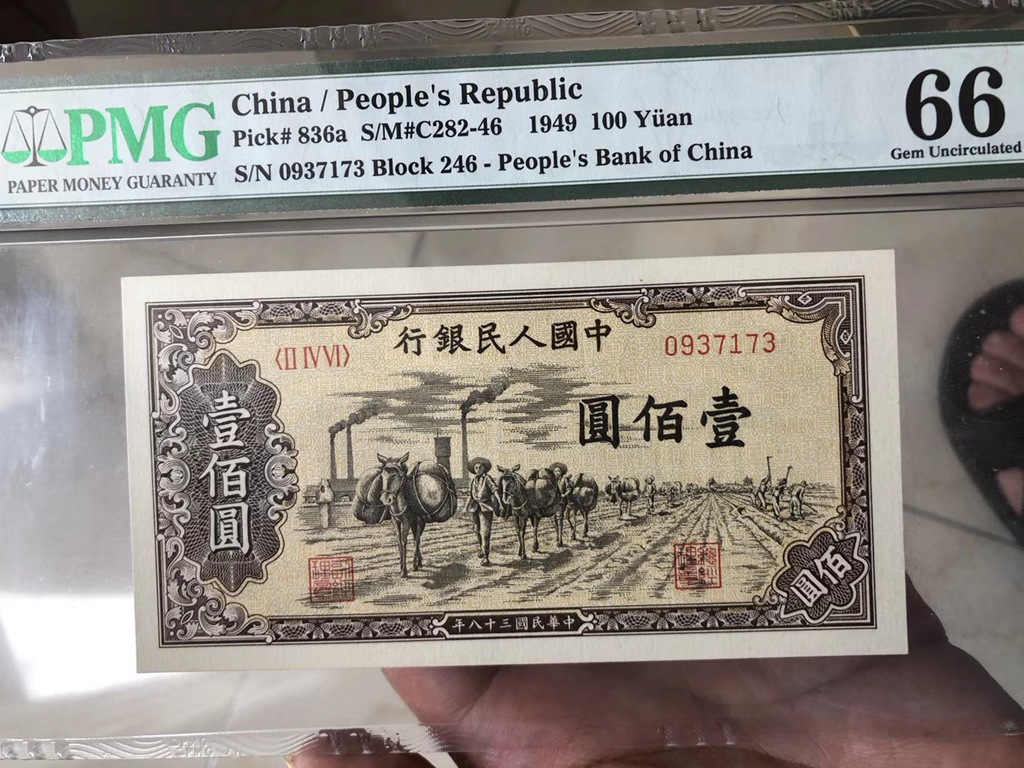 PMG
PAPER MONEY GUARANTY
China / People's Republic
Pick# 836a S/M#C282-46 1949 100 Yüan
S/N 0937173 Block 246 - People's Bank of China
66
Gem Uncirculated
中國人民銀行
〈II IV VI〉
0937173
壹佰圓
壹佰圓
佰圓
中華民國三十八年